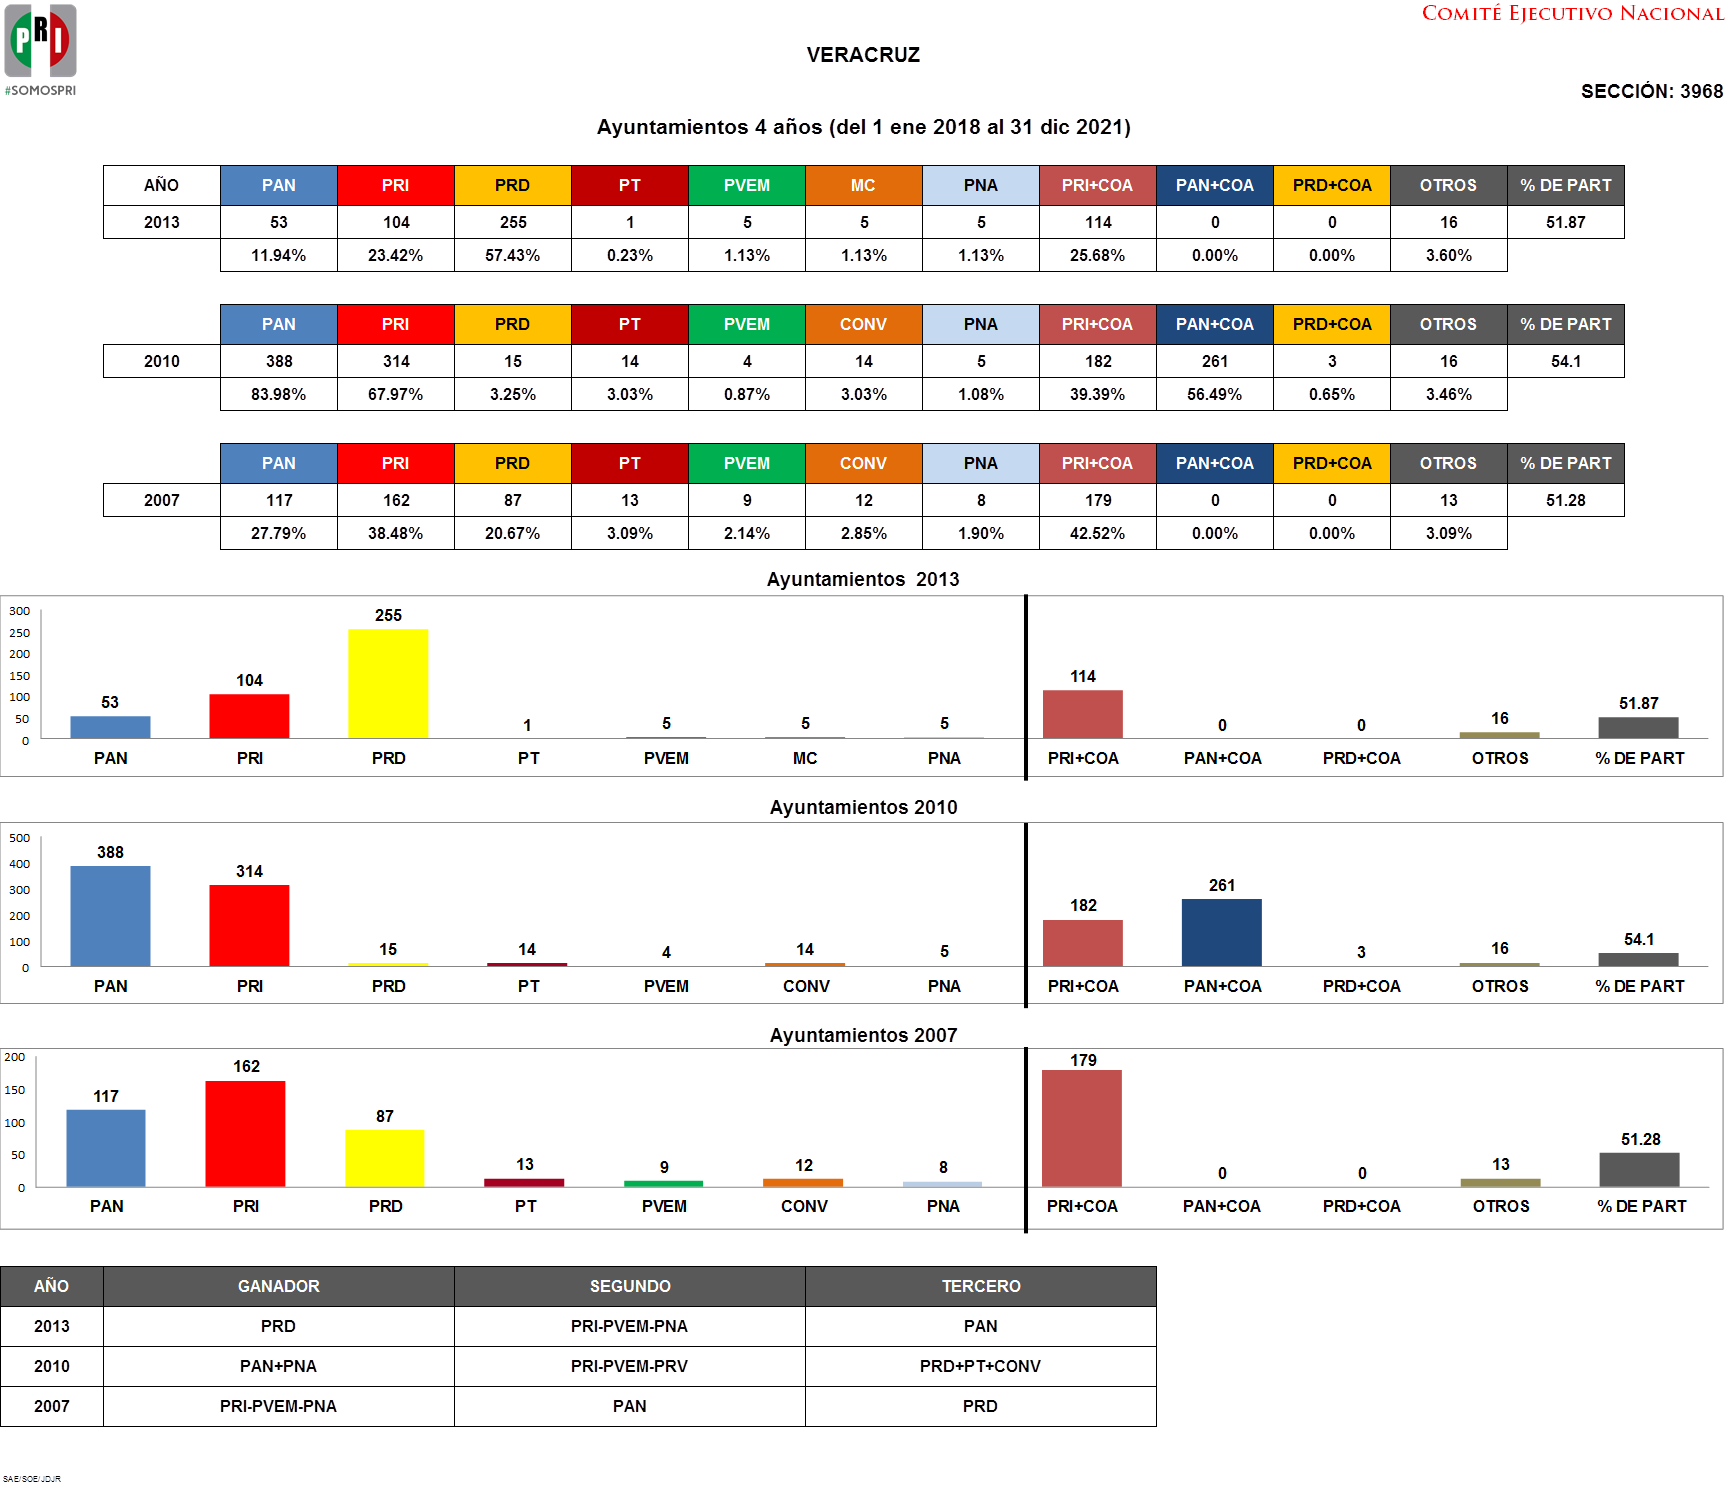 PRI
#SOMOSPRI
COMITÉ EJECUTIVO NACIONAL
VERACRUZ
SECCIÓN: 3968
Ayuntamientos 4 años (del 1 ene 2018 al 31 dic 2021)
AÑO PAN PRI PRD PT PVEM MC PNA PRI+COA PAN+COA PRD+COA OTROS % DE PART
2013 53 104 255 1 5 5 5 114 0 0 16 51.87
11.94% 23.42% 57.43% 0.23% 1.13% 1.13% 1.13% 25.68% 0.00% 0.00% 3.60%
PAN PRI PRD PT PVEM CONV PNA PRI+COA PAN+COA PRD+COA OTROS % DE PART
2010 388 314 15 14 4 14 5 182 261 3 16 54.1
83.98% 67.97% 3.25% 3.03% 0.87% 3.03% 1.08% 39.39% 56.49% 0.65% 3.46%
PAN PRI PRD PT PVEM CONV PNA PRI+COA PAN+COA PRD+COA OTROS % DE PART
2007 117 162 87 13 9 12 8 179 0 0 13 51.28
27.79% 38.48% 20.67% 3.09% 2.14% 2.85% 1.90% 42.52% 0.00% 0.00% 3.09%
Ayuntamientos 2013
300
250
200
150
100
50
0
53 104 255 1 5 5 5 114 0 0 16 51.87
PAN PRI PRD PT PVEM MC PNA PRI+COA PAN+COA PRD+COA OTROS % DE PART
Ayuntamientos 2010
500
400
300
200
100
0
388 314 15 14 4 14 5 182 261 3 16 54.1
PAN PRI PRD PT PVEM CONV PNA PRI+COA PAN+COA PRD+COA OTROS % DE PART
Ayuntamientos 2007
200
150
100
50
0
117 162 87 13 9 12 8 179 0 0 13 51.28
PAN PRI PRD PT PVEM CONV PNA PRI+COA PAN+COA PRD+COA OTROS % DE PART
AÑO GANADOR SEGUNDO TERCERO
2013 PRD PRI-PVEM-PNA PAN
2010 PAN+PNA PRI-PVEM-PRV PRD+PT+CONV
2007 PRI-PVEM-PNA PAN PRD
SAE/SOE/JDJR